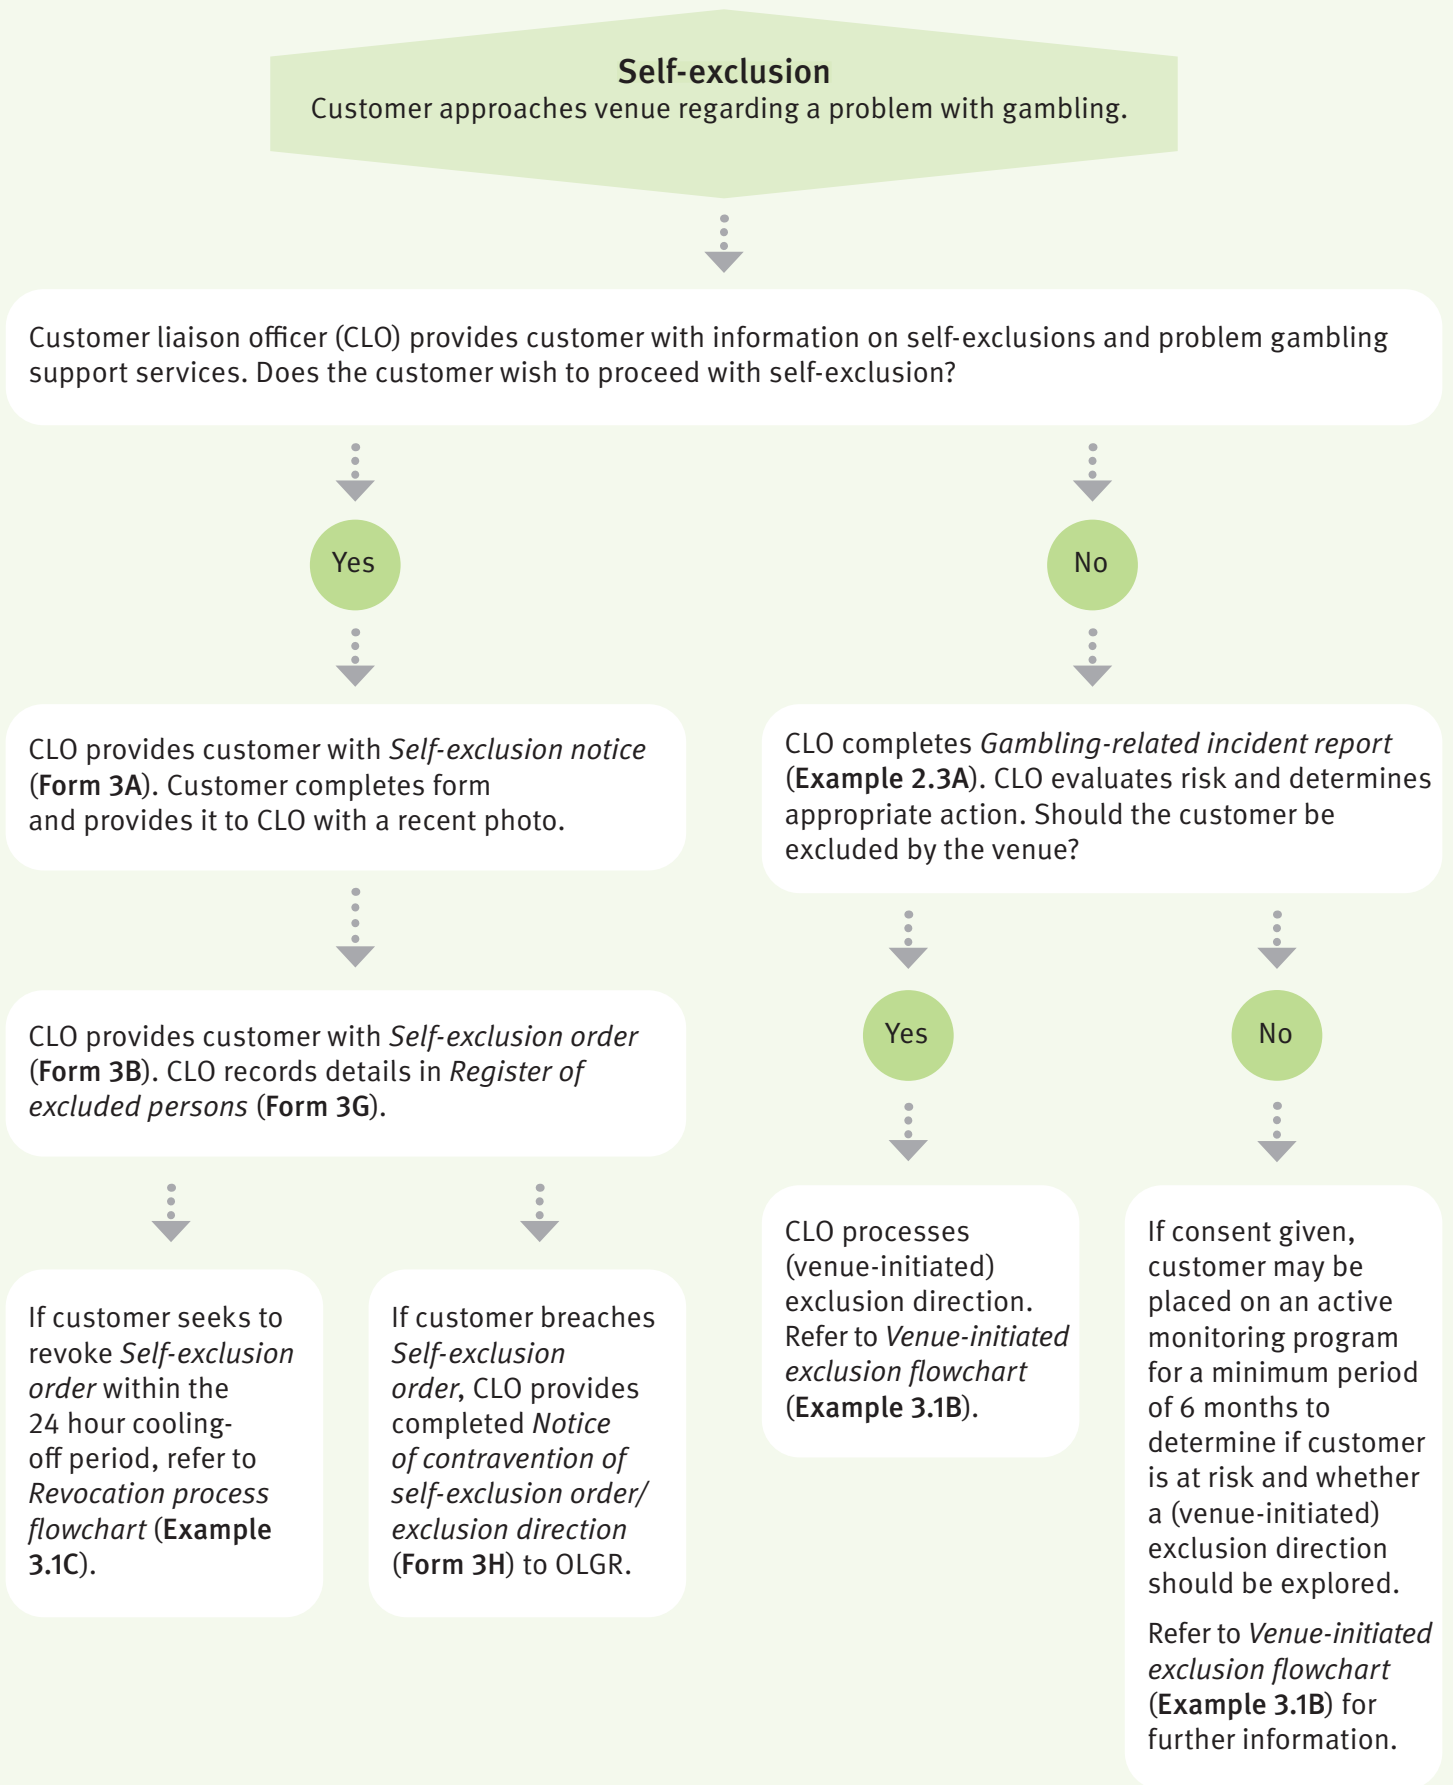 Self-exclusion
Customer approaches venue regarding a problem with gambling.
Customer liaison officer (CLO) provides customer with information on self-exclusions and problem gambling
support services. Does the customer wish to proceed with self-exclusion?
Yes
No
CLO provides customer with Self-exclusion notice
(Form 3A). Customer completes form
and provides it to CLO with a recent photo.
CLO completes Gambling-related incident report
(Example 2.3A). CLO evaluates risk and determines
appropriate action. Should the customer be
excluded by the venue?
CLO provides customer with Self-exclusion order
(Form 3B). CLO records details in Register of
excluded persons (Form 3G).
Yes
No
If customer seeks to
revoke Self-exclusion
order within the
24 hour cooling-
off period, refer to
Revocation process
flowchart (Example
3.1C).
If customer breaches
Self-exclusion
order, CLO provides
completed Notice
of contravention of
self-exclusion order/
exclusion direction
(Form 3H) to OLGR.
CLO processes
(venue-initiated)
exclusion direction.
Refer to Venue-initiated
exclusion flowchart
(Example 3.1B).
If consent given,
customer may be
placed on an active
monitoring program
for a minimum period
of 6 months to
determine if customer
is at risk and whether
a (venue-initiated)
exclusion direction
should be explored.
Refer to Venue-initiated
exclusion flowchart
(Example 3.1B) for
further information.